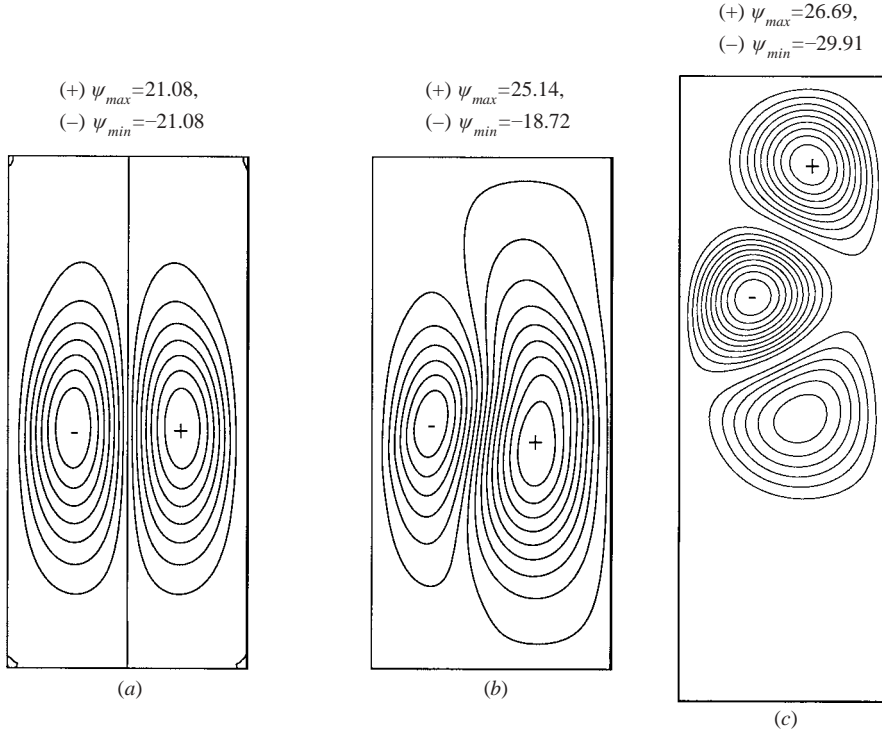 (+) ψmax=21.08,
(–) ψmin=−21.08
-
+
(a)
(+) ψmax=25.14,
(–) ψmin=−18.72
-
+
(b)
(+) ψmax=26.69,
(–) ψmin=−29.91
+
-
(c)